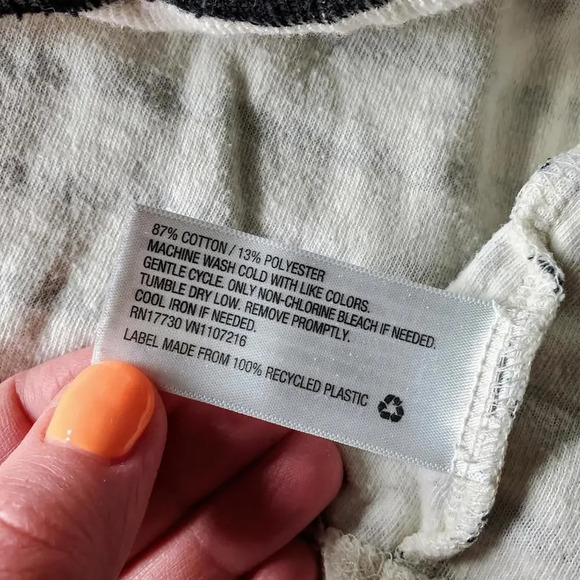 87% COTTON / 13% POLYESTER
MACHINE WASH COLD WITH LIKE COLORS.
GENTLE CYCLE. ONLY NON-CHLORINE BLEACH IF NEEDED.
TUMBLE DRY LOW. REMOVE PROMPTLY.
COOL IRON IF NEEDED.
RN17730 VN1107216
LABEL MADE FROM 100% RECYCLED PLASTIC